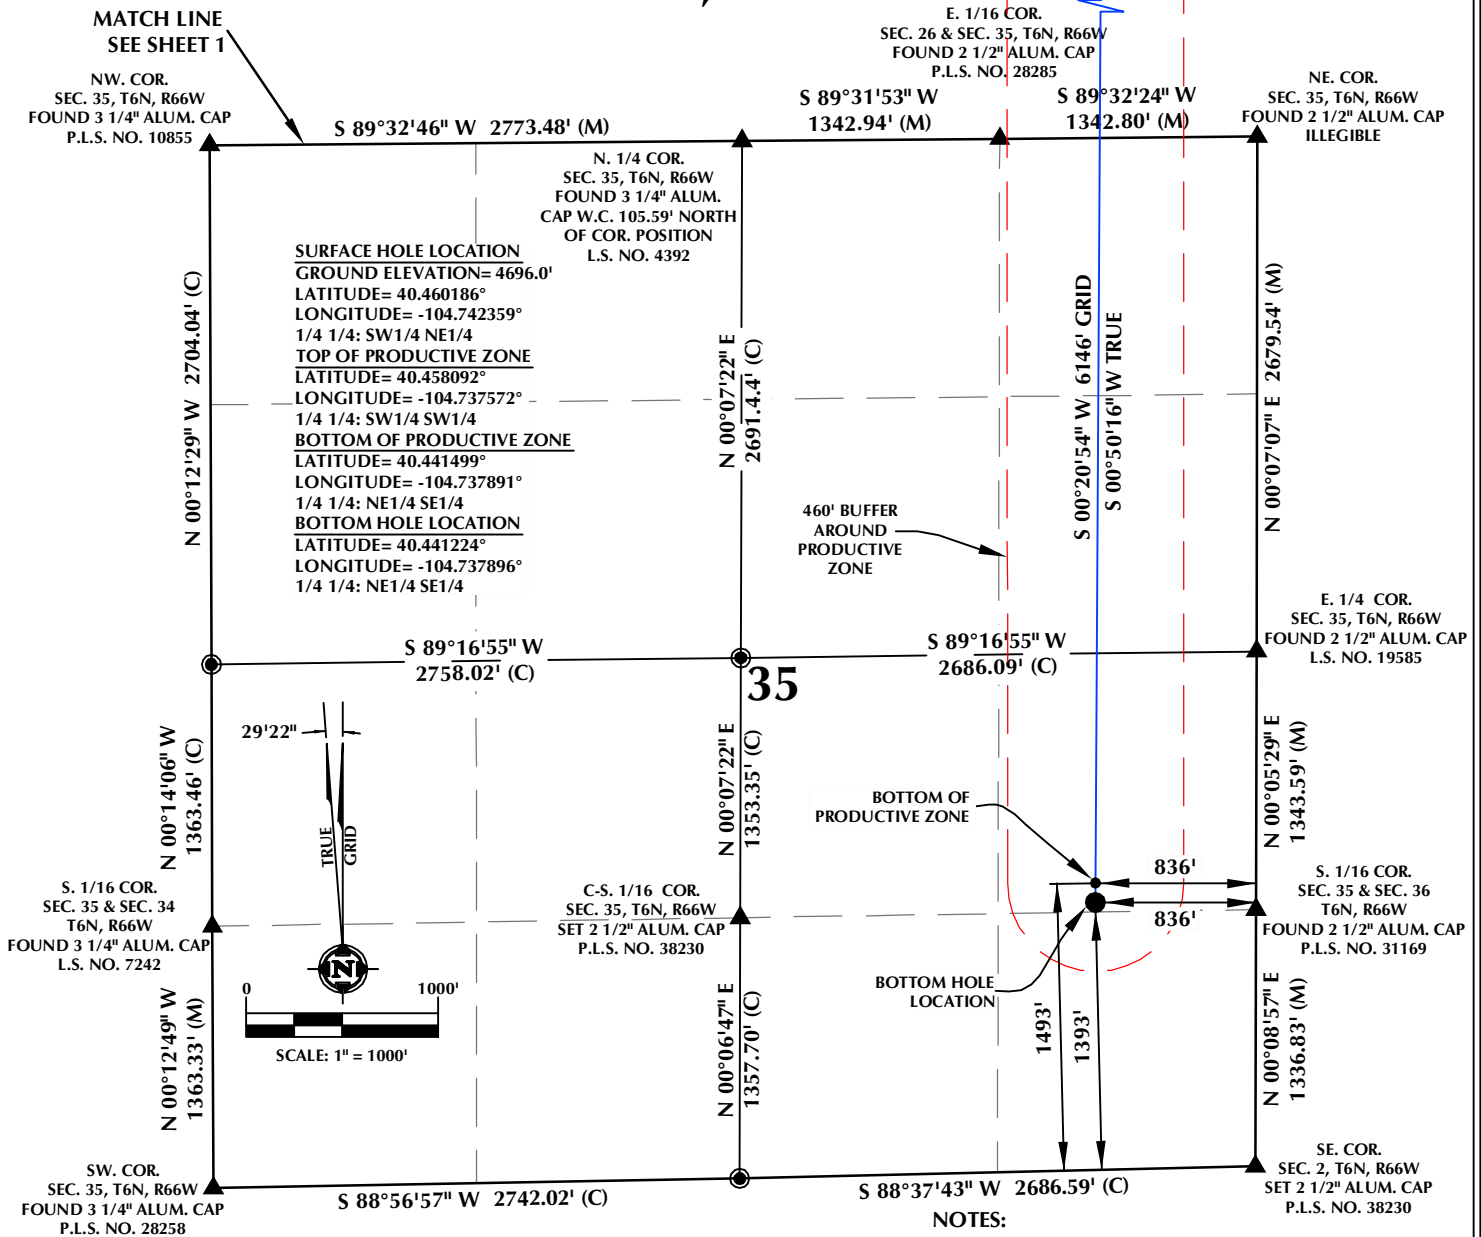 MATCH LINE
SEE SHEET 1
E. 1/16 COR.
SEC. 26 & SEC. 35, T6N, R66W
FOUND 2 1/2" ALUM. CAP
P.L.S. NO. 28285
NW. COR.
SEC. 35, T6N, R66W
FOUND 3 1/4" ALUM. CAP
P.L.S. NO. 10855
NE. COR.
SEC. 35, T6N, R66W
FOUND 2 1/2" ALUM. CAP
ILLEGIBLE
S 89°32'46" W 2773.48' (M)
S 89°31'53" W
1342.94' (M)
S 89°32'24" W
1342.80' (M)
N. 1/4 COR.
SEC. 35, T6N, R66W
FOUND 3 1/4" ALUM.
CAP W.C. 105.59' NORTH
OF COR. POSITION
L.S. NO. 4392
SURFACE HOLE LOCATION
GROUND ELEVATION= 4696.0'
LATITUDE= 40.460186°
LONGITUDE= -104.742359°
1/4 1/4: SW1/4 NE1/4
TOP OF PRODUCTIVE ZONE
LATITUDE= 40.458092°
LONGITUDE= -104.737572°
1/4 1/4: SW1/4 SW1/4
BOTTOM OF PRODUCTIVE ZONE
LATITUDE= 40.441499°
LONGITUDE= -104.737891°
1/4 1/4: NE1/4 SE1/4
BOTTOM HOLE LOCATION
LATITUDE= 40.441224°
LONGITUDE= -104.737896°
1/4 1/4: NE1/4 SE1/4
N 00°12'29" W 2704.04' (C)
N 00°07'22" E
2691.4.4' (C)
S 00°20'54" W 6146' GRID
S 00°50'16" W TRUE
N 00°07'07" E 2679.54' (M)
460' BUFFER
AROUND
PRODUCTIVE
ZONE
E. 1/4 COR.
SEC. 35, T6N, R66W
FOUND 2 1/2" ALUM. CAP
L.S. NO. 19585
S 89°16'55" W
2758.02' (C)
S 89°16'55" W
2686.09' (C)
35
29'22"
TRUE
GRID
N
N 00°14'06" W
1363.46' (C)
N 00°07'22" E
1353.35' (C)
N 00°05'29" E
1343.59' (M)
BOTTOM OF
PRODUCTIVE ZONE
836'
836'
S. 1/16 COR.
SEC. 35 & SEC. 34
T6N, R66W
FOUND 3 1/4" ALUM. CAP
L.S. NO. 7242
C-S. 1/16 COR.
SEC. 35, T6N, R66W
SET 2 1/2" ALUM. CAP
P.L.S. NO. 38230
S. 1/16 COR.
SEC. 35 & SEC. 36
T6N, R66W
FOUND 2 1/2" ALUM. CAP
P.L.S. NO. 31169
BOTTOM HOLE
LOCATION
0 1000'
SCALE: 1" = 1000'
N 00°12'49" W
1363.33' (M)
N 00°06'47" E
1357.70' (C)
1493'
1393'
N 00°08'57" E
1336.83' (M)
SW. COR.
SEC. 35, T6N, R66W
FOUND 3 1/4" ALUM. CAP
P.L.S. NO. 28258
S 88°56'57" W 2742.02' (C)
S 88°37'43" W 2686.59' (C)
SE. COR.
SEC. 2, T6N, R66W
SET 2 1/2" ALUM. CAP
P.L.S. NO. 38230
NOTES: